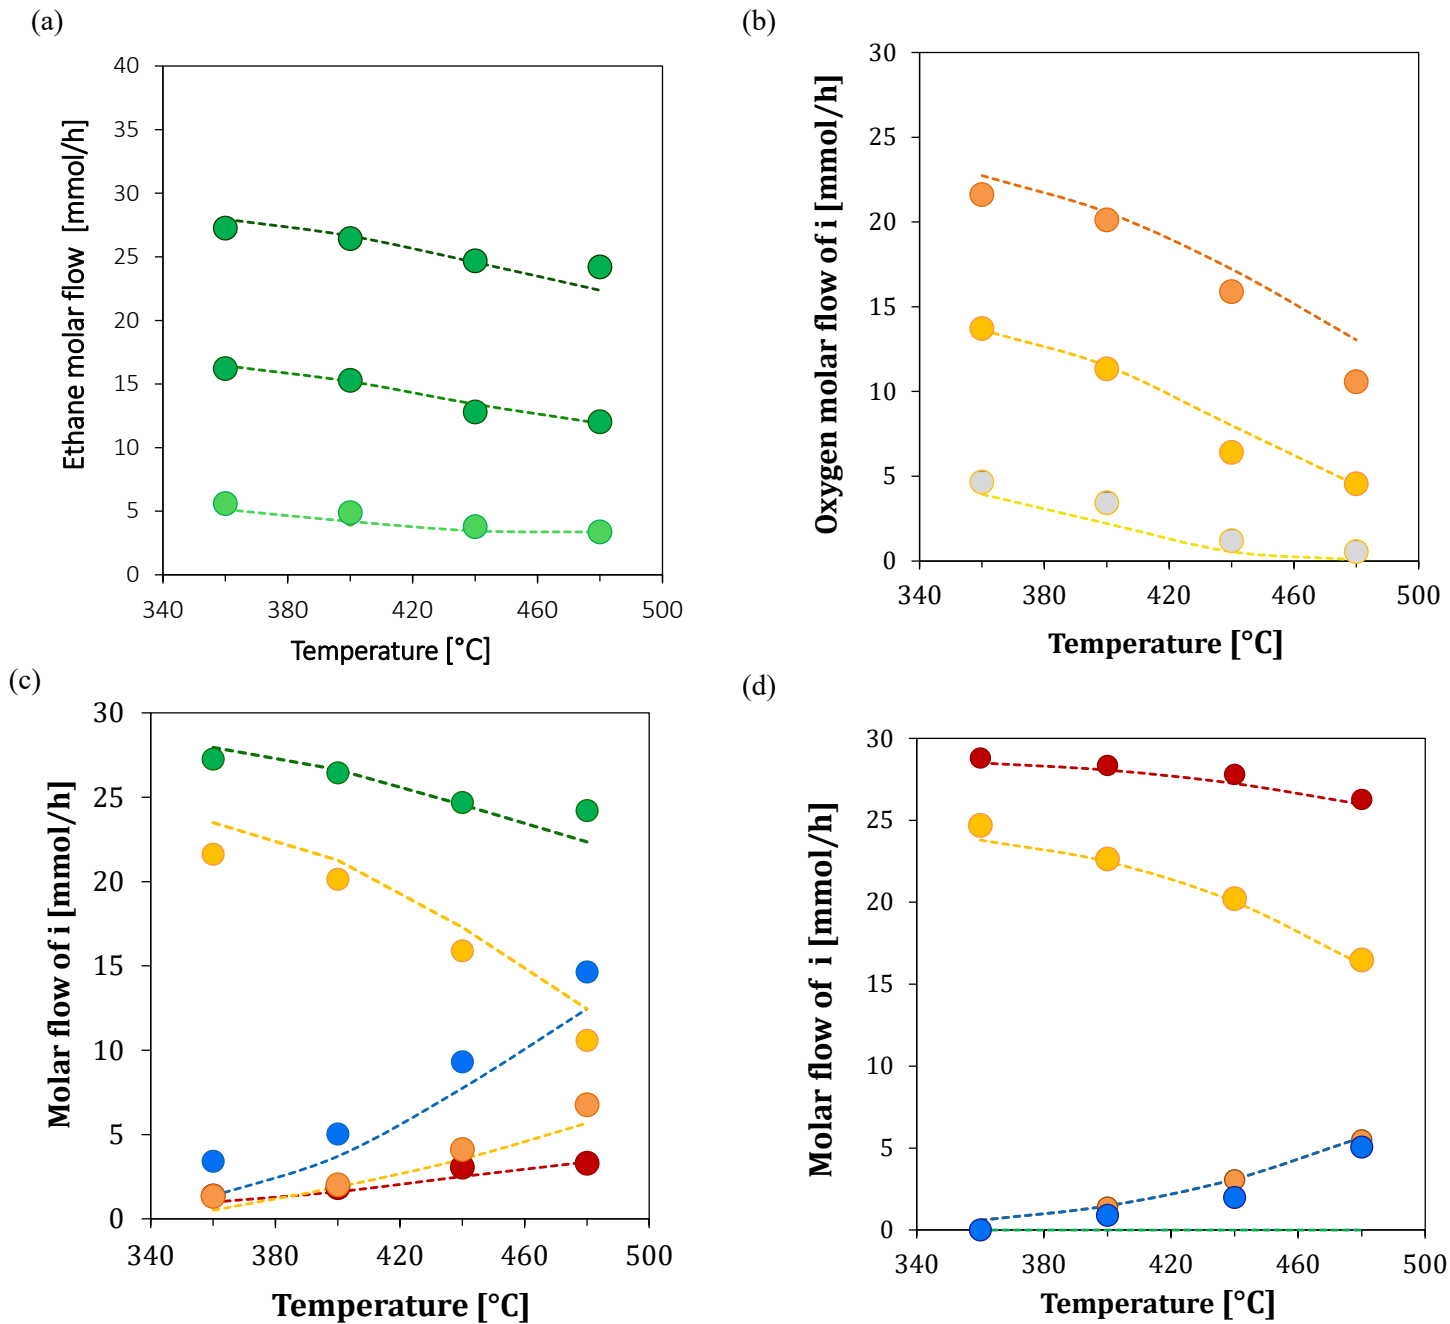 (a)
40
35
30
25
20
15
10
5
0
340 380 420 460 500
Ethane molar flow [mmol/h]
Temperature [°C]
(b)
30
25
20
15
10
5
0
340 380 420 460 500
Oxygen molar flow of i [mmol/h]
Temperature [°C]
(c)
30
25
20
15
10
5
0
340 380 420 460 500
Molar flow of i [mmol/h]
Temperature [°C]
(d)
30
25
20
15
10
5
0
340 380 420 460 500
Molar flow of i [mmol/h]
Temperature [°C]